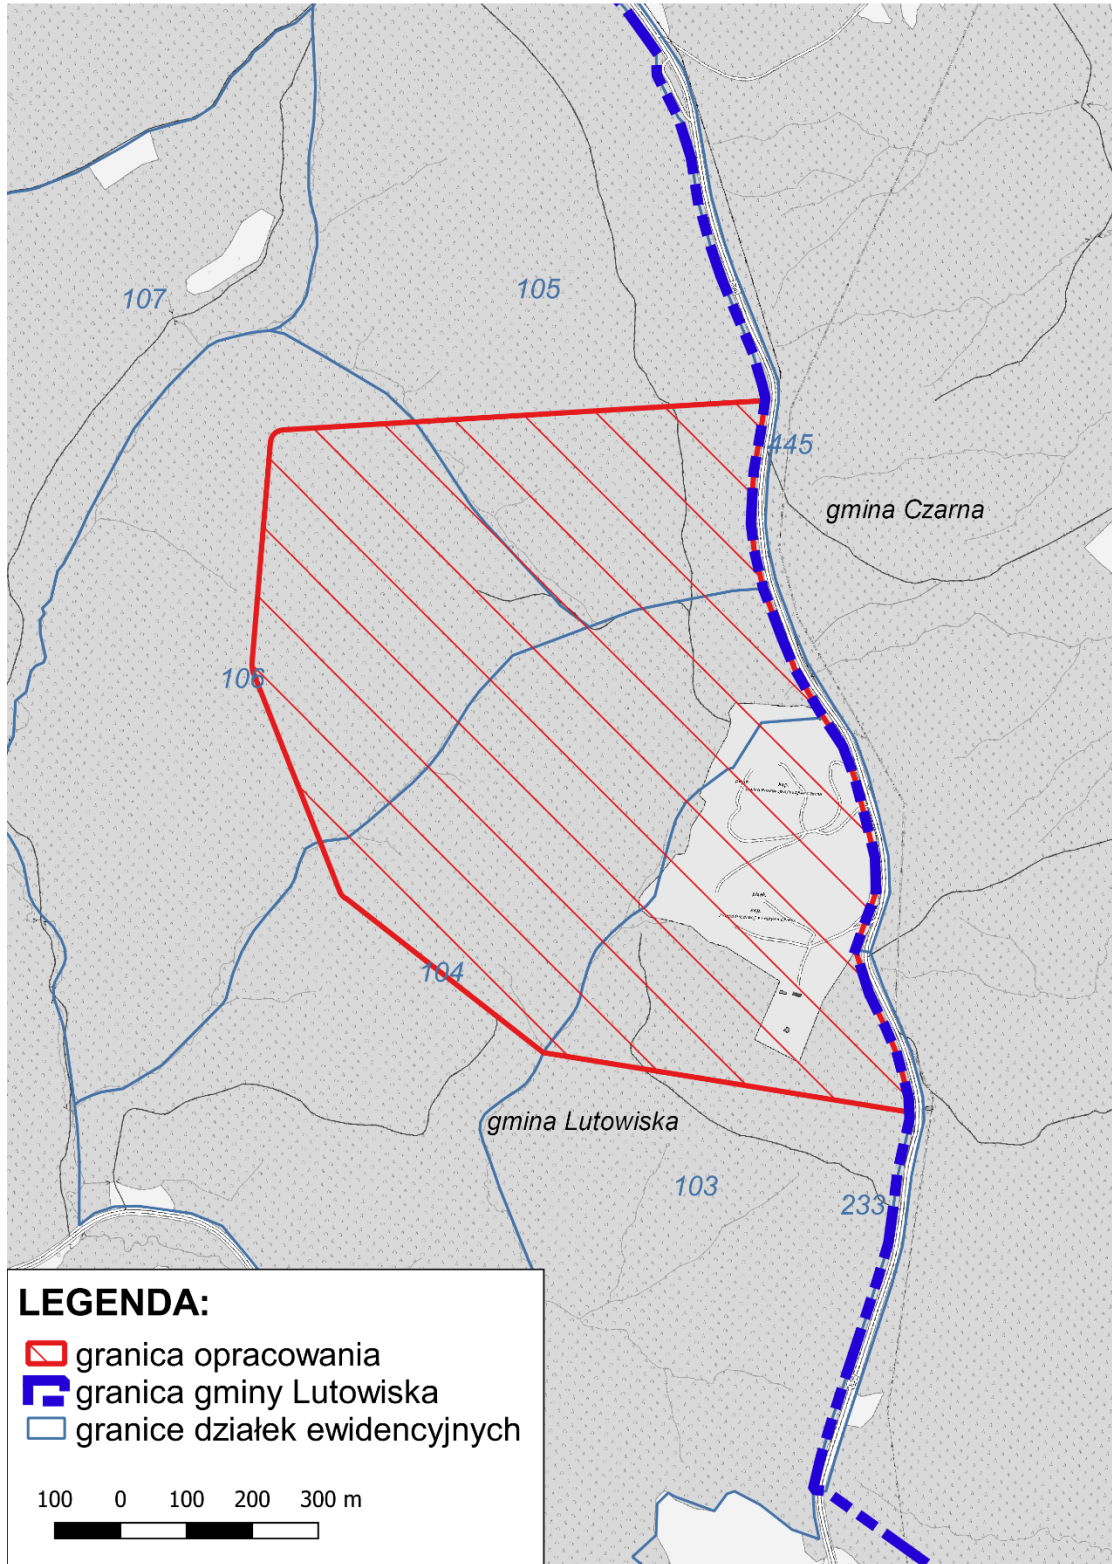 107
105
445
gmina Czarna
106
104
gmina Lutowiska
103
233
LEGENDA:
granica opracowania
granica gminy Lutowiska
granice działek ewidencyjnych
100 0 100 200 300 m